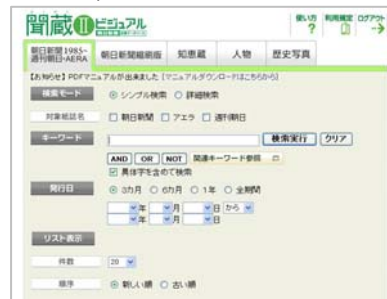 聞蔵Ⅱビジュアル
使い方 利用規定 ログアウト
朝日新聞1985~
週刊朝日・AERA
朝日新聞縮刷版
知恵蔵
人物
歴史写真
【お知らせ】PDFマニュアルが出来ました(マニュアルダウンロードはこちらから)
検索モード
シンプル検索 詳細検索
対象紙誌名
朝日新聞 アエラ 週刊朝日
キーワード
検索実行 クリア
AND OR NOT 関連キーワード参照
異体字を含めて検索
発行日
3カ月 6カ月 1年 全期間
年 月 日 から
年 月 日
リスト表示
件数
20
順序
新しい順 古い順